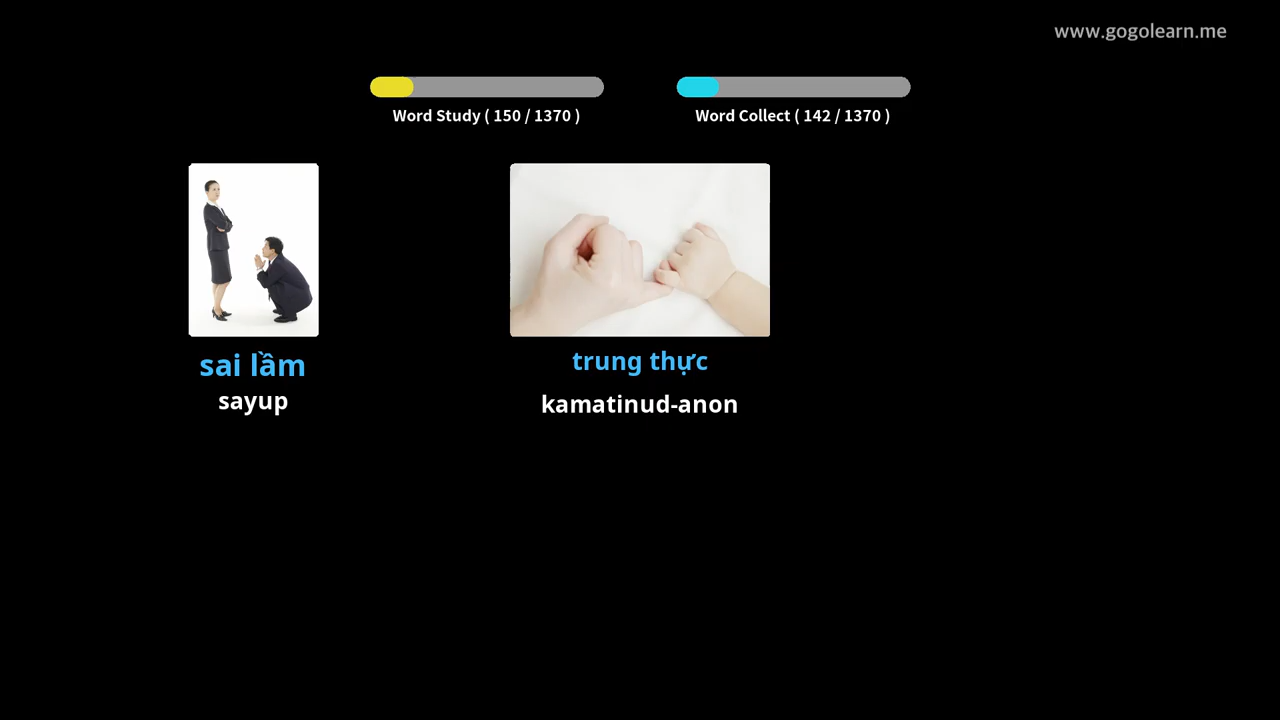 www.gogolearn.me
Word Study ( 150 / 1370 )
Word Collect ( 142 / 1370 )
sai lầm
sayup
trung thực
kamatinud-anon